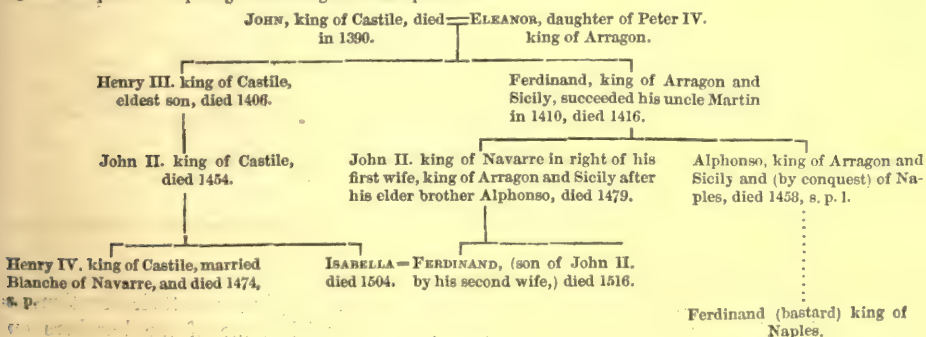 JOHN, king of Castile, died in 1390.
ELEANOR, daughter of Peter IV. king of Arragon.
Henry III. king of Castile,
eldest son, died 1406.
Ferdinand, king of Arragon and
Sicily, succeeded his uncle Martin
in 1410, died 1416.
John II. king of Castile,
died 1454.
John II. king of Navarre in right of his
first wife, king of Arragon and Sicily after
his elder brother Alphonso, died 1479.
Alphonso, king of Arragon and
Sicily and (by conquest) of Na-
ples, died 1458, s. p. l.
Henry IV. king of Castile, married
Blanche of Navarre, and died 1474,
s. p.
ISABELLA = FERDINAND, (son of John II.
died 1504. by his second wife,) died 1516.
Ferdinand (bastard) king of
Naples.